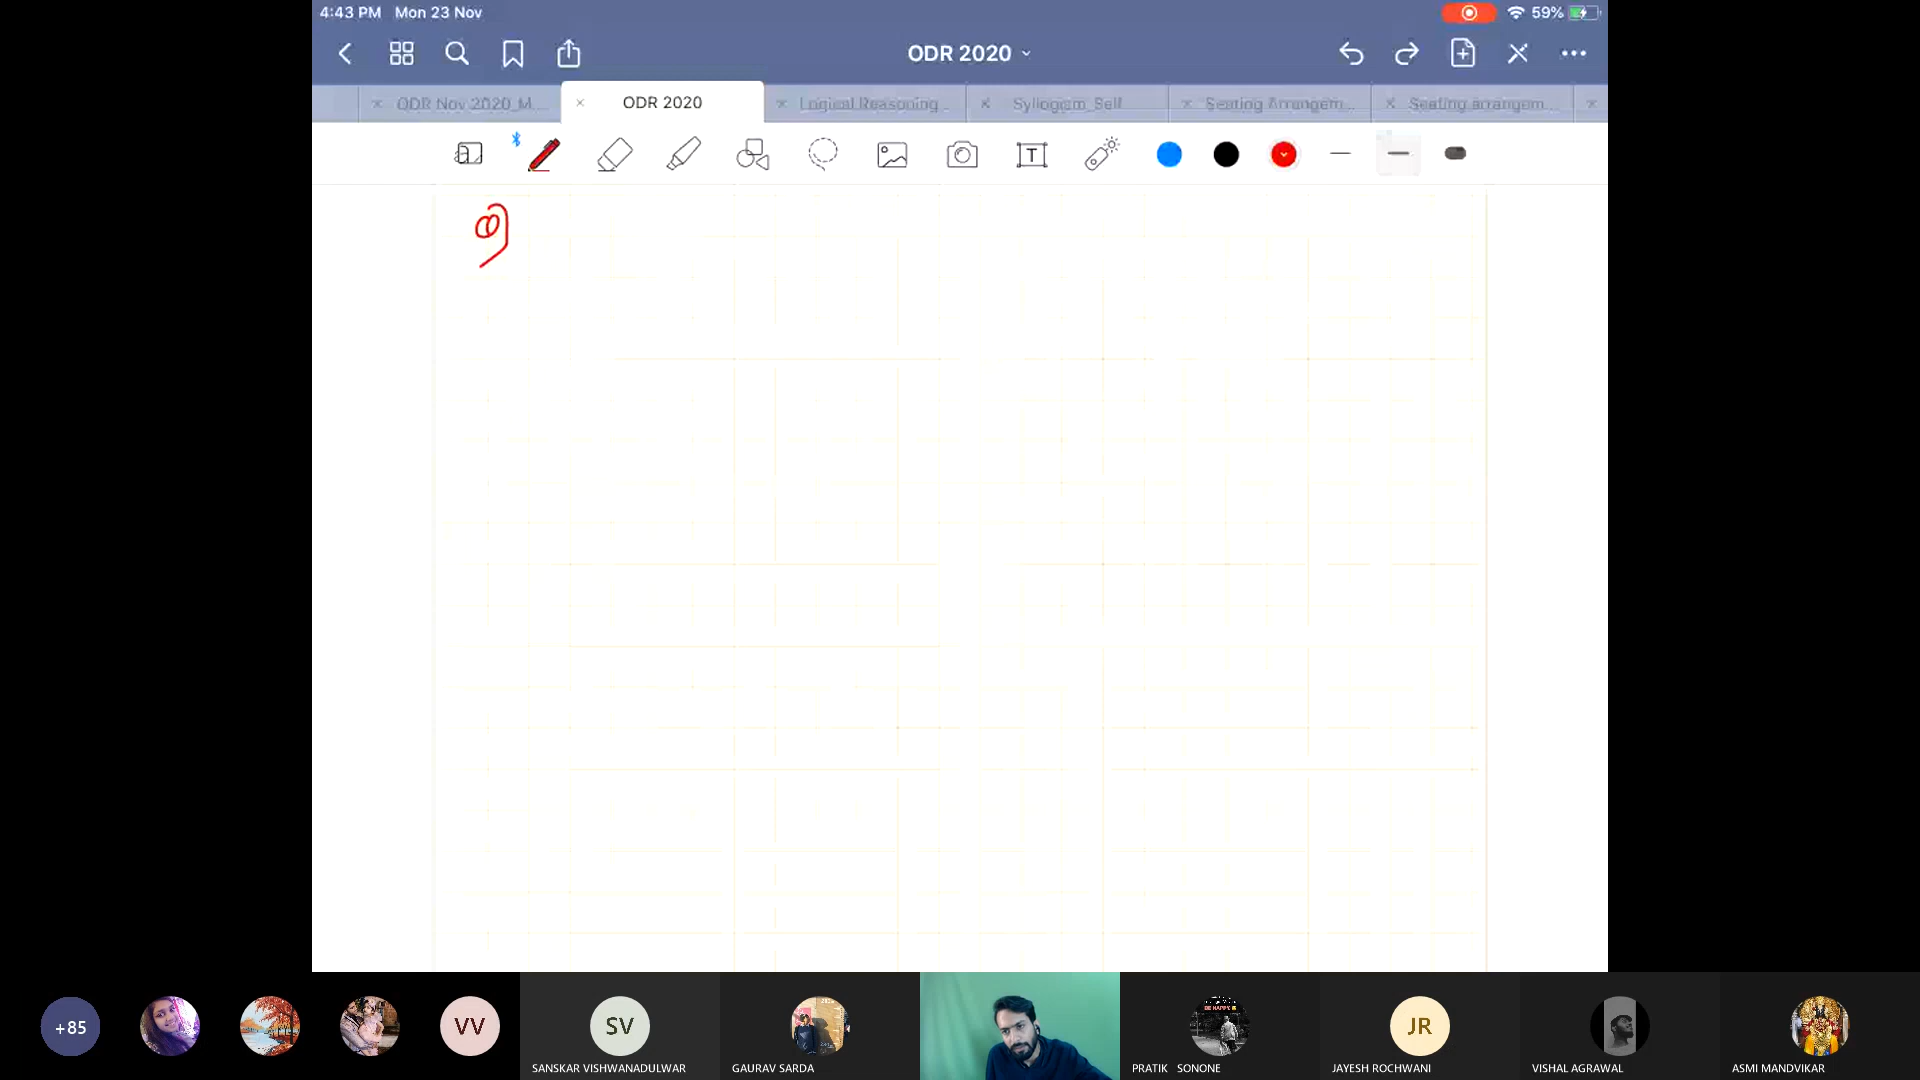 4:43 PM Mon 23 Nov 59%
ODR 2020
ODR Nov 2020_M... ODR 2020 Logical Reasoning... Syllogism_Self Seating Arrangem... Seating arrangem...
T
+85 VV SV JR
SANSKAR VISHWANADULWAR GAURAV SARDA PRATIK SONONE JAYESH ROCHWANI VISHAL AGRAWAL ASMI MANDVIKAR